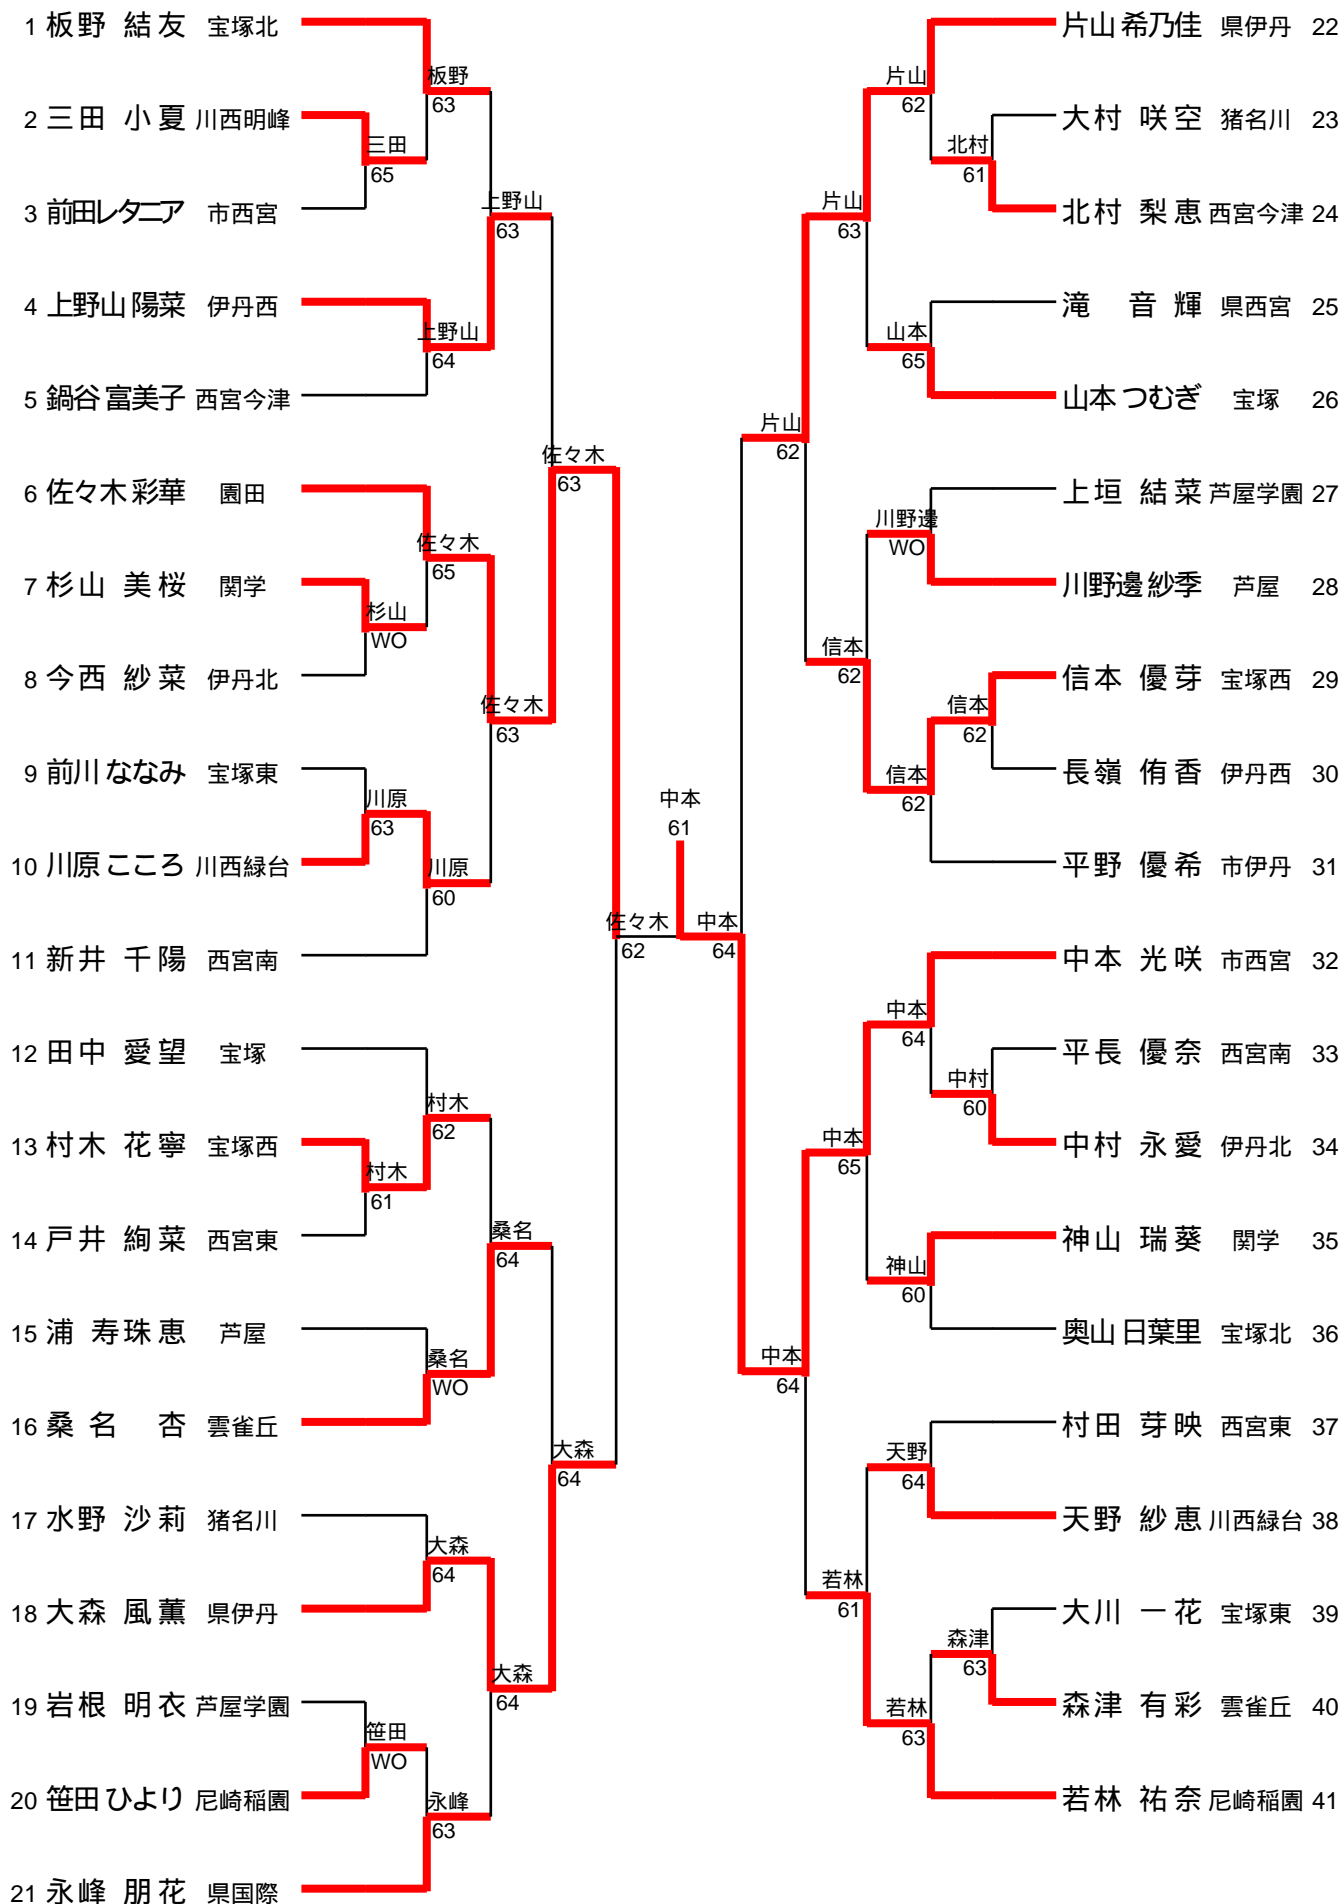 1 板野 結友 宝塚北
板野
63
2 三田 小夏 川西明峰
三田
65
3 前田レタニア 市西宮
上野山
63
4 上野山 陽菜 伊丹西
上野山
64
5 鍋谷 富美子 西宮今津
佐々木
63
6 佐々木 彩華 園田
佐々木
65
7 杉山 美桜 関学
杉山
WO
8 今西 紗菜 伊丹北
佐々木
63
9 前川 ななみ 宝塚東
川原
63
10 川原 こころ 川西緑台
川原
60
11 新井 千陽 西宮南
佐々木
62
12 田中 愛望 宝塚
村木
62
13 村木 花寧 宝塚西
村木
61
14 戸井 絢菜 西宮東
桑名
64
15 浦 寿珠恵 芦屋
桑名
WO
16 桑名 杏 雲雀丘
大森
64
17 水野 沙莉 猪名川
大森
64
18 大森 風薫 県伊丹
大森
64
19 岩根 明衣 芦屋学園
笹田
WO
20 笹田 ひより 尼崎稲園
永峰
63
21 永峰 朋花 県国際
中本
61
中本
64
片山 希乃佳 県伊丹 22
片山
62
大村 咲空 猪名川 23
北村
61
北村 梨恵 西宮今津 24
片山
63
滝 音輝 県西宮 25
山本
65
山本 つむぎ 宝塚 26
片山
62
上垣 結菜 芦屋学園 27
川野邊
WO
川野邊 紗季 芦屋 28
信本
62
信本 優芽 宝塚西 29
信本
62
長嶺 侑香 伊丹西 30
信本
62
平野 優希 市伊丹 31
中本 光咲 市西宮 32
中本
64
平長 優奈 西宮南 33
中村
60
中村 永愛 伊丹北 34
中本
65
神山 瑞葵 関学 35
神山
60
奥山 日葉里 宝塚北 36
中本
64
村田 芽映 西宮東 37
天野
64
天野 紗恵 川西緑台 38
若林
61
大川 一花 宝塚東 39
森津
63
森津 有彩 雲雀丘 40
若林
63
若林 祐奈 尼崎稲園 41